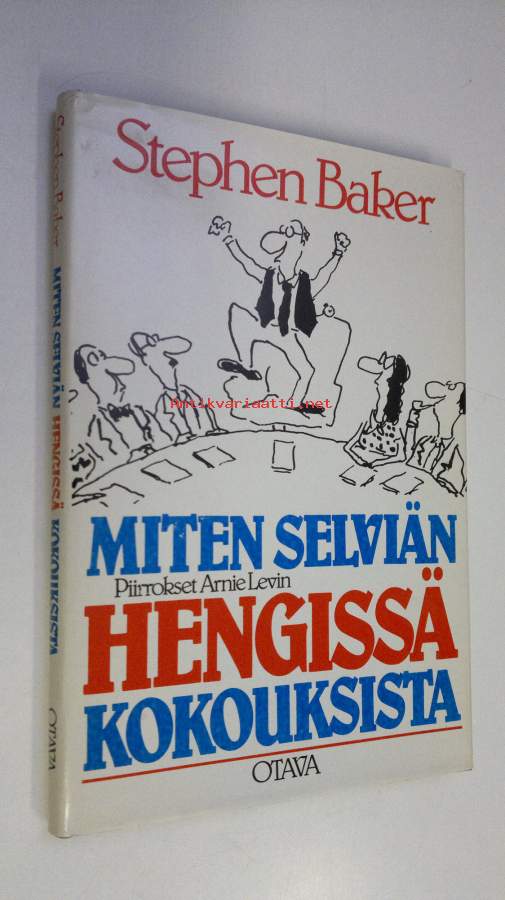 Stephen Baker
MITEN SELVIÄN
Piirrokset Arnie Levin
HENGISSÄ
KOKOUKSISTA
OTAVA
Stephen Baker MITEN SELVIÄN HENGISSÄ KOKOUKSISTA OTAVA
Antikvariaatti.net